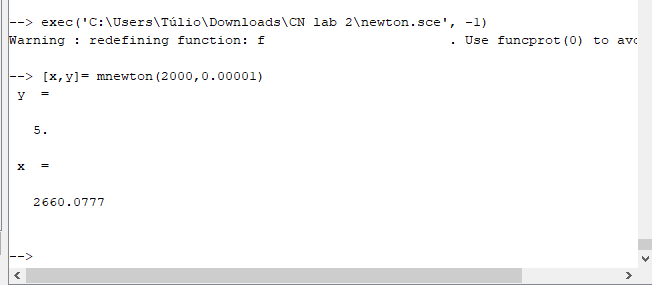 --> exec('C:\Users\Túlio\Downloads\CN lab 2\newton.sce', -1)
Warning : redefining function: f                       . Use funcprot(0) to avo
--> [x,y]= mnewton(2000,0.00001)
y  =
5.
x  =
2660.0777
-->